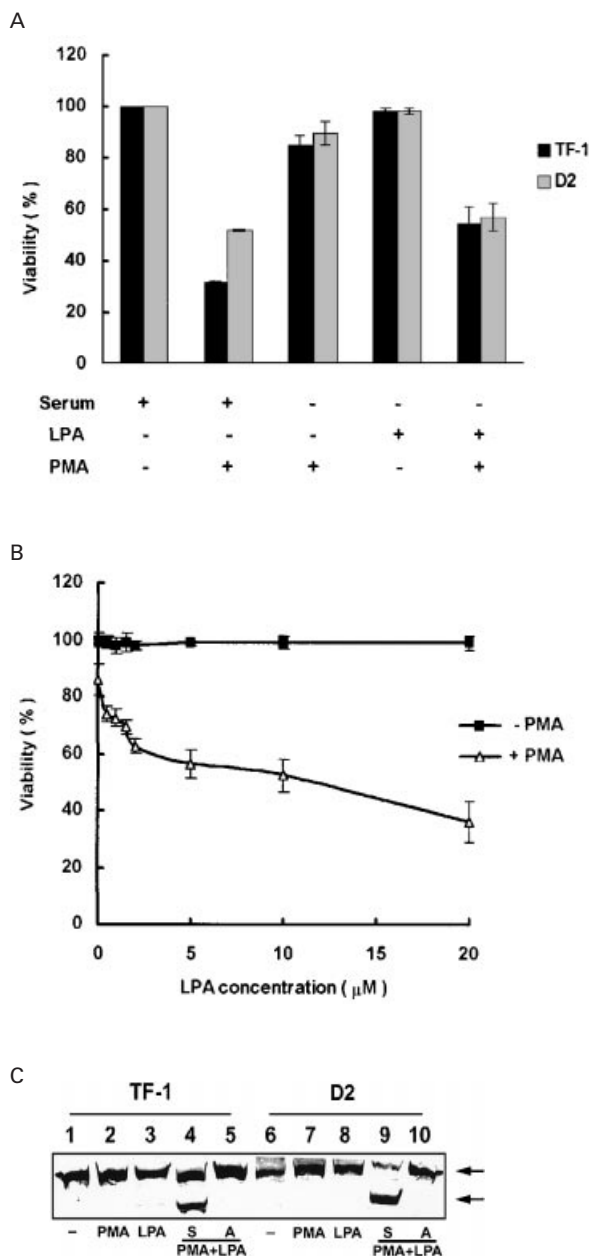 A
120
100
80
60
40
20
0
Viability ( % )
TF-1
D2
Serum + + - - -
LPA - - - + +
PMA - + + - +
B
120
100
80
60
40
20
0
Viability ( % )
- PMA
+ PMA
0 5 10 15 20
LPA concentration ( μM )
C
TF-1 D2
1 2 3 4 5 6 7 8 9 10
– PMA LPA S A – PMA LPA S A
PMA+LPA PMA+LPA